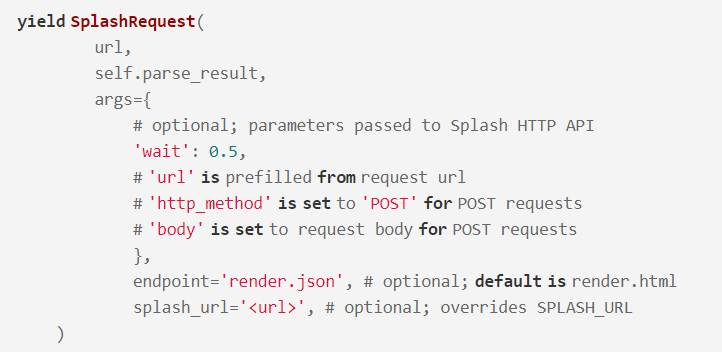 yield SplashRequest(
        url,
        self.parse_result,
        args={
            # optional; parameters passed to Splash HTTP API
            'wait': 0.5,
            # 'url' is prefilled from request url
            # 'http_method' is set to 'POST' for POST requests
            # 'body' is set to request body for POST requests
            },
            endpoint='render.json', # optional; default is render.html
            splash_url='<url>', # optional; overrides SPLASH_URL
    )